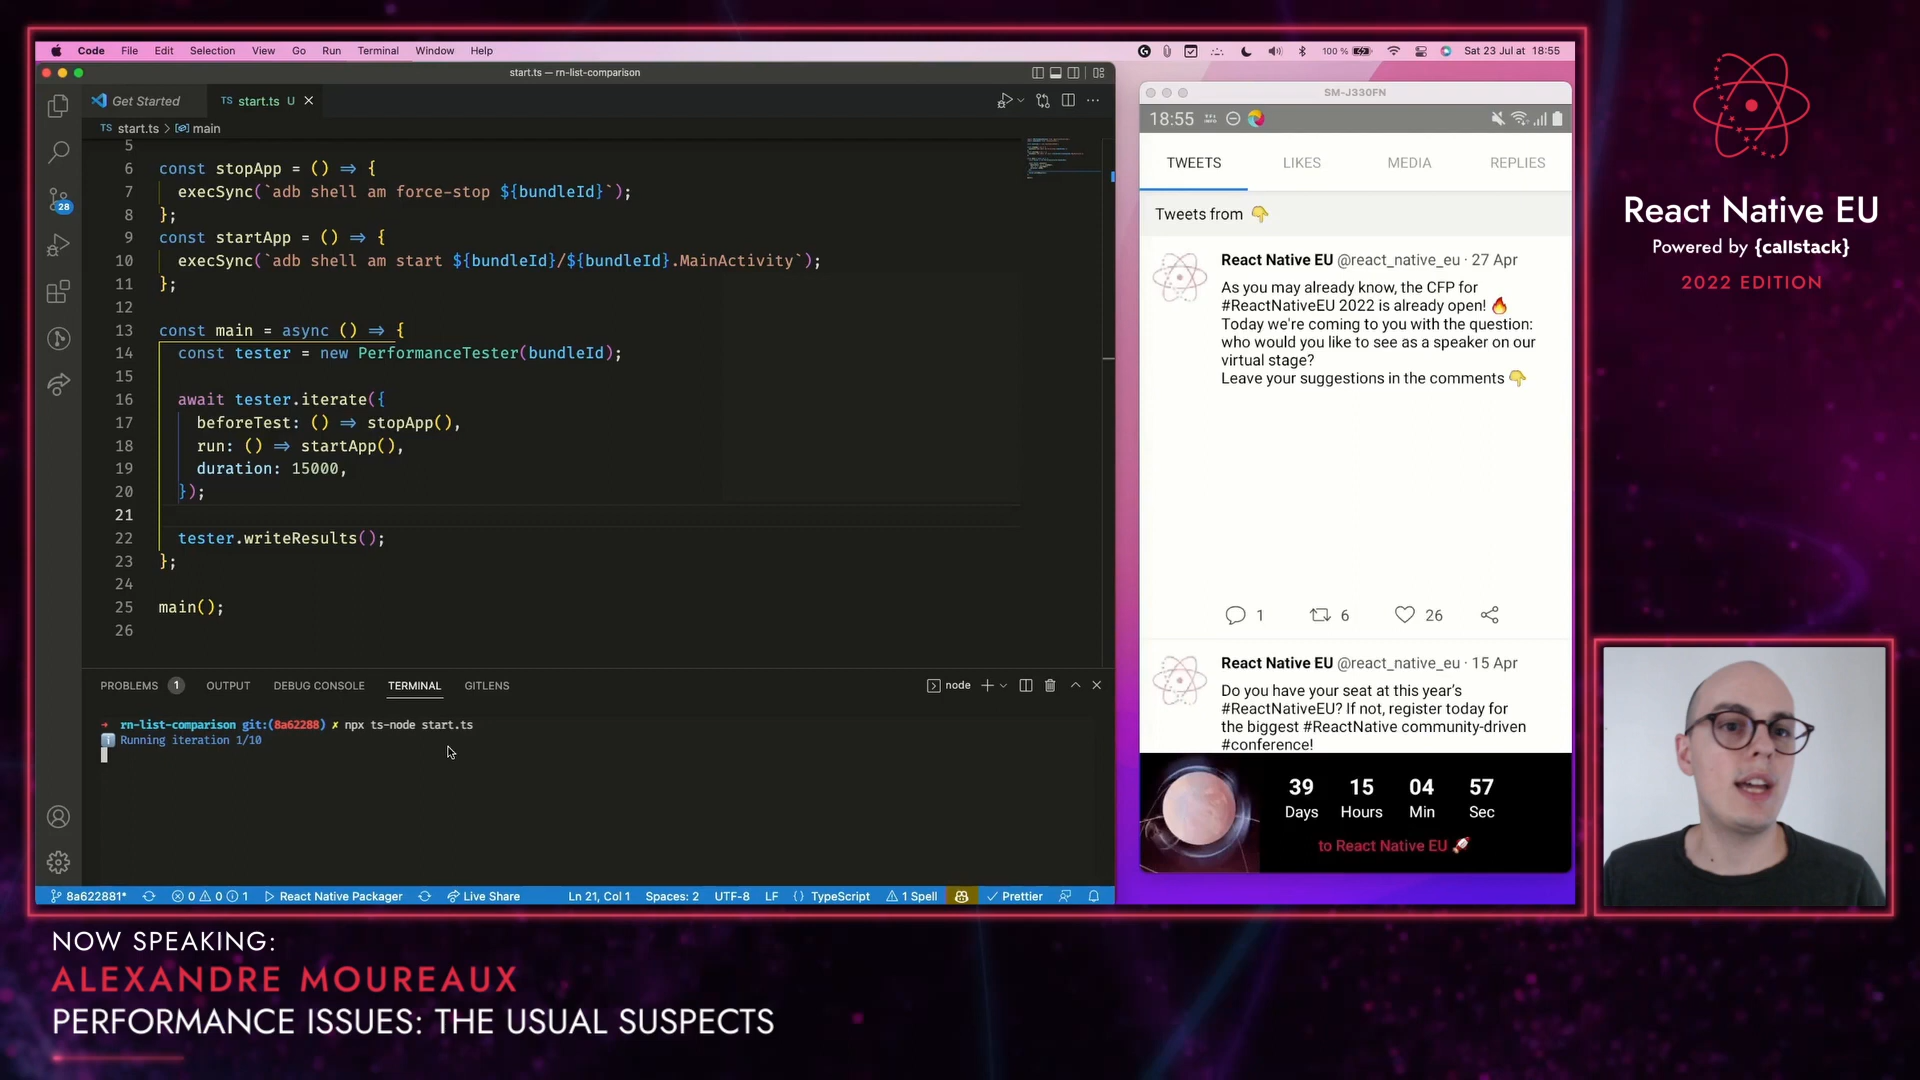 Code File Edit Selection View Go Run Terminal Window Help
100 % Sat 23 Jul at 18:55
start.ts — rn-list-comparison
Get Started
TS start.ts U
TS start.ts > main
5
6 const stopApp = () ⇒ {
7 execSync(`adb shell am force-stop ${bundleId}`);
8 };
9 const startApp = () ⇒ {
10 execSync(`adb shell am start ${bundleId}/${bundleId}.MainActivity`);
11 };
12
13 const main = async () ⇒ {
14 const tester = new PerformanceTester(bundleId);
15
16 await tester.iterate({
17 beforeTest: () ⇒ stopApp(),
18 run: () ⇒ startApp(),
19 duration: 15000,
20 });
21
22 tester.writeResults();
23 };
24
25 main();
26
28
PROBLEMS 1 OUTPUT DEBUG CONSOLE TERMINAL GITLENS
node
→ rn-list-comparison git:(8a62288) ✗ npx ts-node start.ts
Running iteration 1/10
8a622881* 0 0 1 React Native Packager Live Share Ln 21, Col 1 Spaces: 2 UTF-8 LF TypeScript 1 Spell Prettier
SM-J330FN
18:55
TWEETS LIKES MEDIA REPLIES
Tweets from 👇
React Native EU @react_native_eu · 27 Apr
As you may already know, the CFP for
#ReactNativeEU 2022 is already open! 🔥
Today we're coming to you with the question:
who would you like to see as a speaker on our
virtual stage?
Leave your suggestions in the comments 👇
1 6 26
React Native EU @react_native_eu · 15 Apr
Do you have your seat at this year's
#ReactNativeEU? If not, register today for
the biggest #ReactNative community-driven
#conference!
39 15 04 57
Days Hours Min Sec
to React Native EU 🚀
React Native EU
Powered by {callstack}
2022 EDITION
NOW SPEAKING:
ALEXANDRE MOUREAUX
PERFORMANCE ISSUES: THE USUAL SUSPECTS